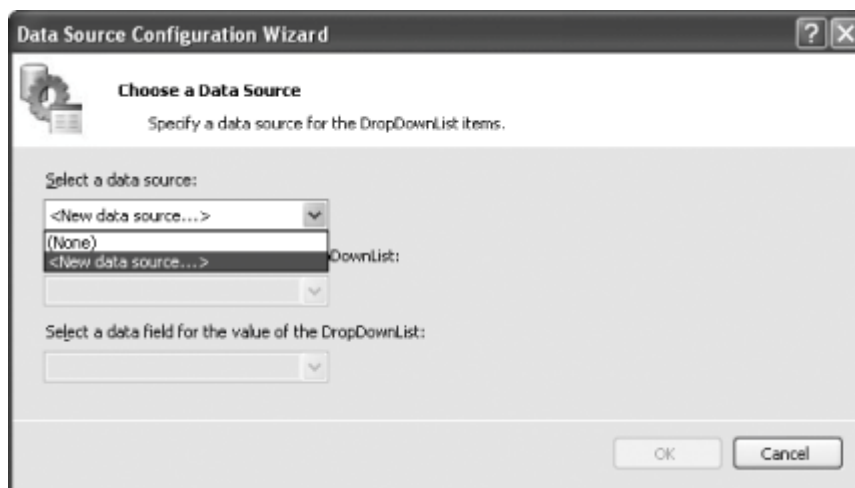 Data Source Configuration Wizard
Choose a Data Source
Specify a data source for the DropDownList items.
Select a data source:
<New data source...>
(None)
<New data source...>
DownList:
Select a data field for the value of the DropDownList:
OK
Cancel